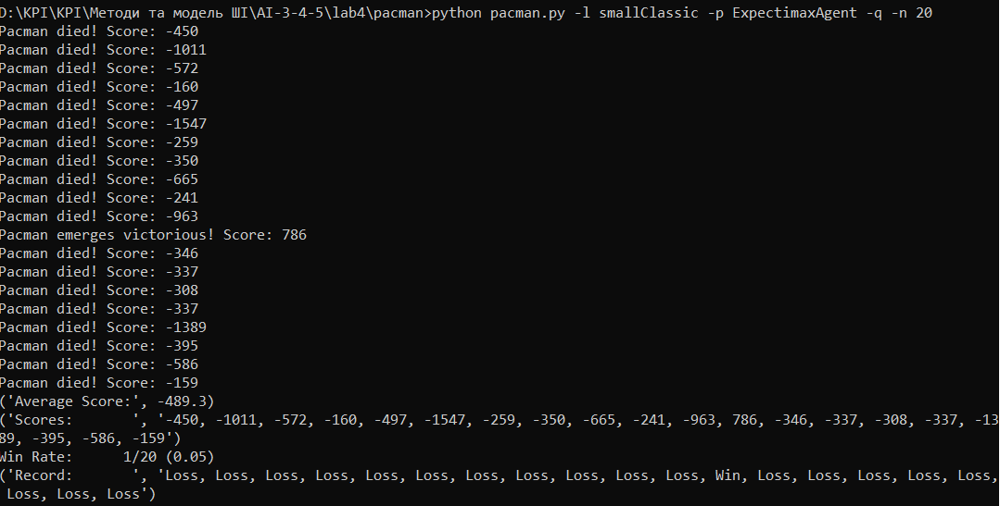 D:\KPI\KPI\Методи та модель ШІ\AI-3-4-5\lab4\pacman>python pacman.py -l smallClassic -p ExpectimaxAgent -q -n 20
Pacman died! Score: -450
Pacman died! Score: -1011
Pacman died! Score: -572
Pacman died! Score: -160
Pacman died! Score: -497
Pacman died! Score: -1547
Pacman died! Score: -259
Pacman died! Score: -350
Pacman died! Score: -665
Pacman died! Score: -241
Pacman died! Score: -963
Pacman emerges victorious! Score: 786
Pacman died! Score: -346
Pacman died! Score: -337
Pacman died! Score: -308
Pacman died! Score: -337
Pacman died! Score: -1389
Pacman died! Score: -395
Pacman died! Score: -586
Pacman died! Score: -159
('Average Score:', -489.3)
('Scores:       ', '-450, -1011, -572, -160, -497, -1547, -259, -350, -665, -241, -963, 786, -346, -337, -308, -337, -13
89, -395, -586, -159')
Win Rate:      1/20 (0.05)
('Record:       ', 'Loss, Loss, Loss, Loss, Loss, Loss, Loss, Loss, Loss, Loss, Loss, Win, Loss, Loss, Loss, Loss, Loss,
 Loss, Loss, Loss')